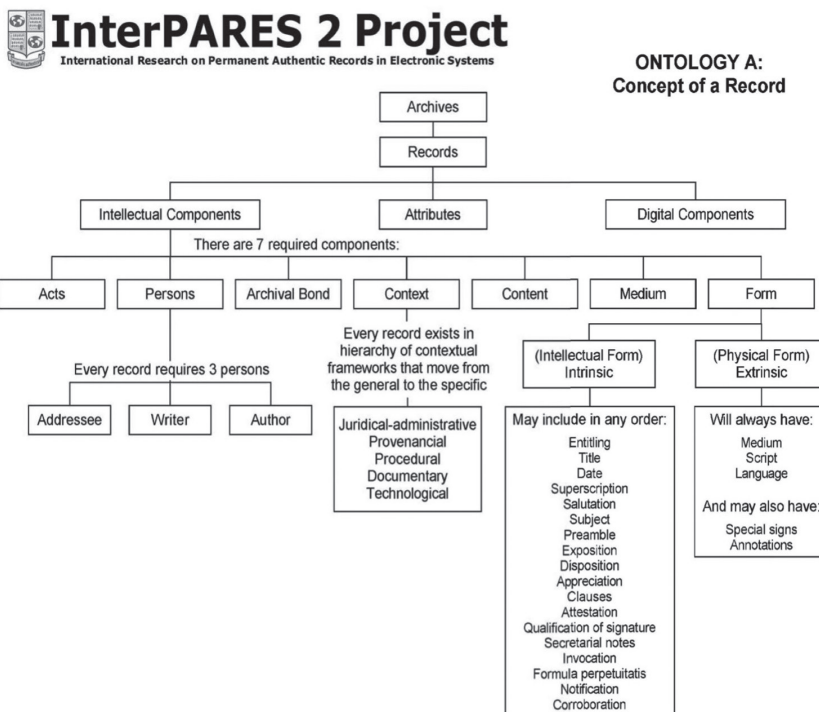 InterPARES 2 Project
International Research on Permanent Authentic Records in Electronic Systems
ONTOLOGY A:
Concept of a Record
Archives
Records
Intellectual Components
Attributes
Digital Components
There are 7 required components:
Acts
Persons
Archival Bond
Context
Content
Medium
Form
Every record requires 3 persons
Addressee
Writer
Author
Every record exists in
hierarchy of contextual
frameworks that move from
the general to the specific
Juridical-administrative
Provenancial
Procedural
Documentary
Technological
(Intellectual Form)
Intrinsic
May include in any order:
Entitling
Title
Date
Superscription
Salutation
Subject
Preamble
Exposition
Disposition
Appreciation
Clauses
Attestation
Qualification of signature
Secretarial notes
Invocation
Formula perpetuitatis
Notification
Corroboration
(Physical Form)
Extrinsic
Will always have:
Medium
Script
Language
And may also have:
Special signs
Annotations